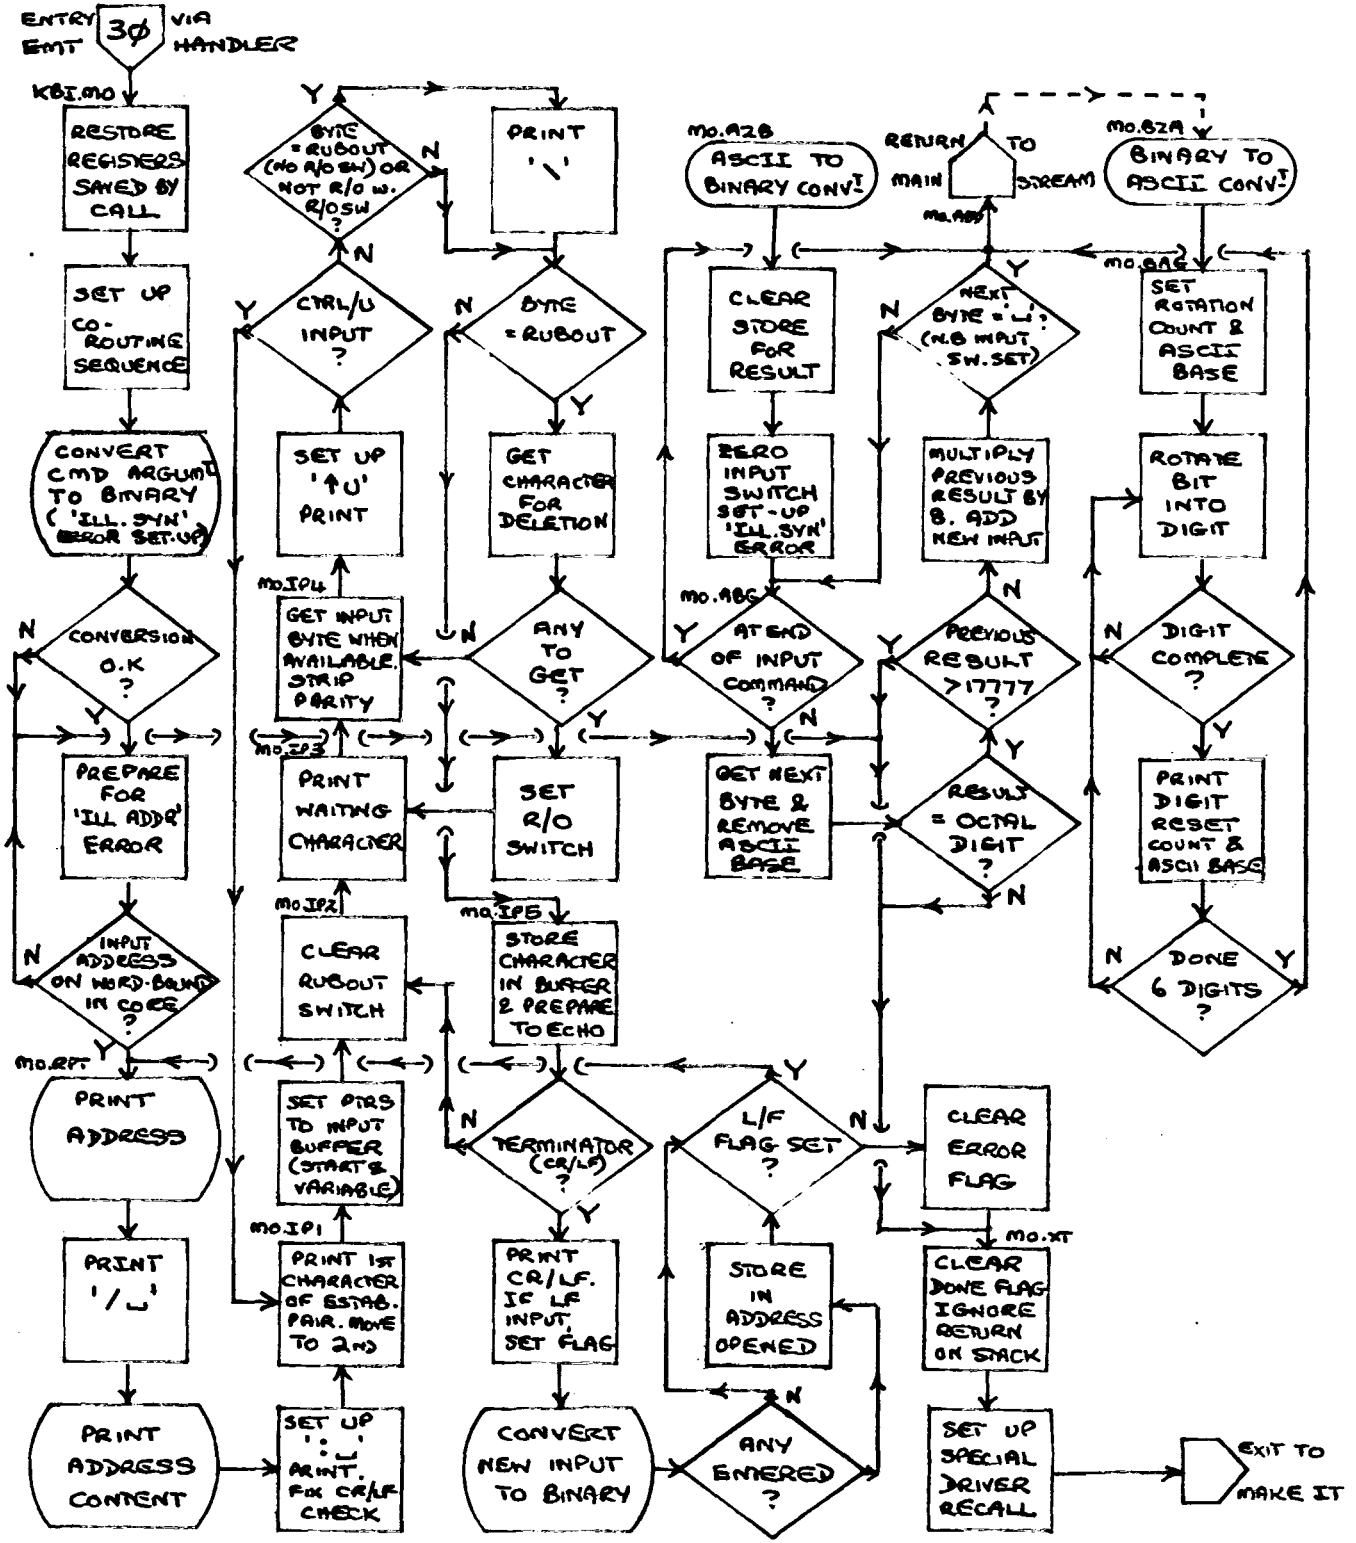 ENTRY 3Ø VIA
EMT HANDLER
KBI.MO
RESTORE
REGISTERS
SAVED BY
CALL
SET UP
CO-
ROUTINE
SEQUENCE
CONVERT
CMD ARGUMT
TO BINARY
( 'ILL. SYN'
ERROR SET-UP)
CONVERSION
O.K
?
N
Y
PREPARE
FOR
'ILL ADDR'
ERROR
INPUT
ADDRESS
ON WORD-BOUND
IN CORE
?
N
Y
MO.RPT
PRINT
ADDRESS
PRINT
'/␣'
PRINT
ADDRESS
CONTENT
SET UP
':␣'
PRINT.
FIX CR/LF
CHECK
MO.IP1
PRINT 1ST
CHARACTER
OF ESTAB.
PAIR. MOVE
TO 2ND
SET PTRS
TO INPUT
BUFFER
(START &
VARIABLE)
MO.IP2
CLEAR
RUBOUT
SWITCH
MO.IP3
PRINT
WAITING
CHARACTER
MO.IP4
GET INPUT
BYTE WHEN
AVAILABLE.
STRIP
PARITY
SET UP
'↑U'
PRINT
CTRL/U
INPUT
?
Y
N
BYTE
= RUBOUT
(NO R/O SW) OR
NOT R/O W.
R/O SW
?
Y
N
PRINT
'\'
BYTE
= RUBOUT
N
Y
GET
CHARACTER
FOR
DELETION
ANY
TO
GET
?
N
Y
SET
R/O
SWITCH
MO.IP5
STORE
CHARACTER
IN BUFFER
& PREPARE
TO ECHO
TERMINATOR
(CR/LF)
?
N
Y
PRINT
CR/LF.
IF LF
INPUT,
SET FLAG
CONVERT
NEW INPUT
TO BINARY
ANY
ENTERED
?
N
Y
STORE
IN
ADDRESS
OPENED
L/F
FLAG SET
?
Y
N
CLEAR
ERROR
FLAG
MO.XT
CLEAR
DONE FLAG
IGNORE
RETURN
ON STACK
SET UP
SPECIAL
DRIVER
RECALL
EXIT TO
MAKE IT
MO.A2B
ASCII TO
BINARY CONVT
CLEAR
STORE
FOR
RESULT
ZERO
INPUT
SWITCH
SET-UP
'ILL.SYN'
ERROR
MO.ABG
AT END
OF INPUT
COMMAND
?
Y
N
GET NEXT
BYTE &
REMOVE
ASCII
BASE
RESULT
= OCTAL
DIGIT
?
Y
N
PREVIOUS
RESULT
>17777
?
Y
N
MULTIPLY
PREVIOUS
RESULT BY
8. ADD
NEW INPUT
NEXT
BYTE = '␣'?
(N.B INPUT
SW. SET)
Y
N
RETURN TO
MAIN STREAM
MO.B2A
BINARY TO
ASCII CONVT
MO.BAG
SET
ROTATION
COUNT &
ASCII
BASE
ROTATE
BIT
INTO
DIGIT
DIGIT
COMPLETE
?
N
Y
PRINT
DIGIT
RESET
COUNT &
ASCII BASE
DONE
6 DIGITS
?
N
Y